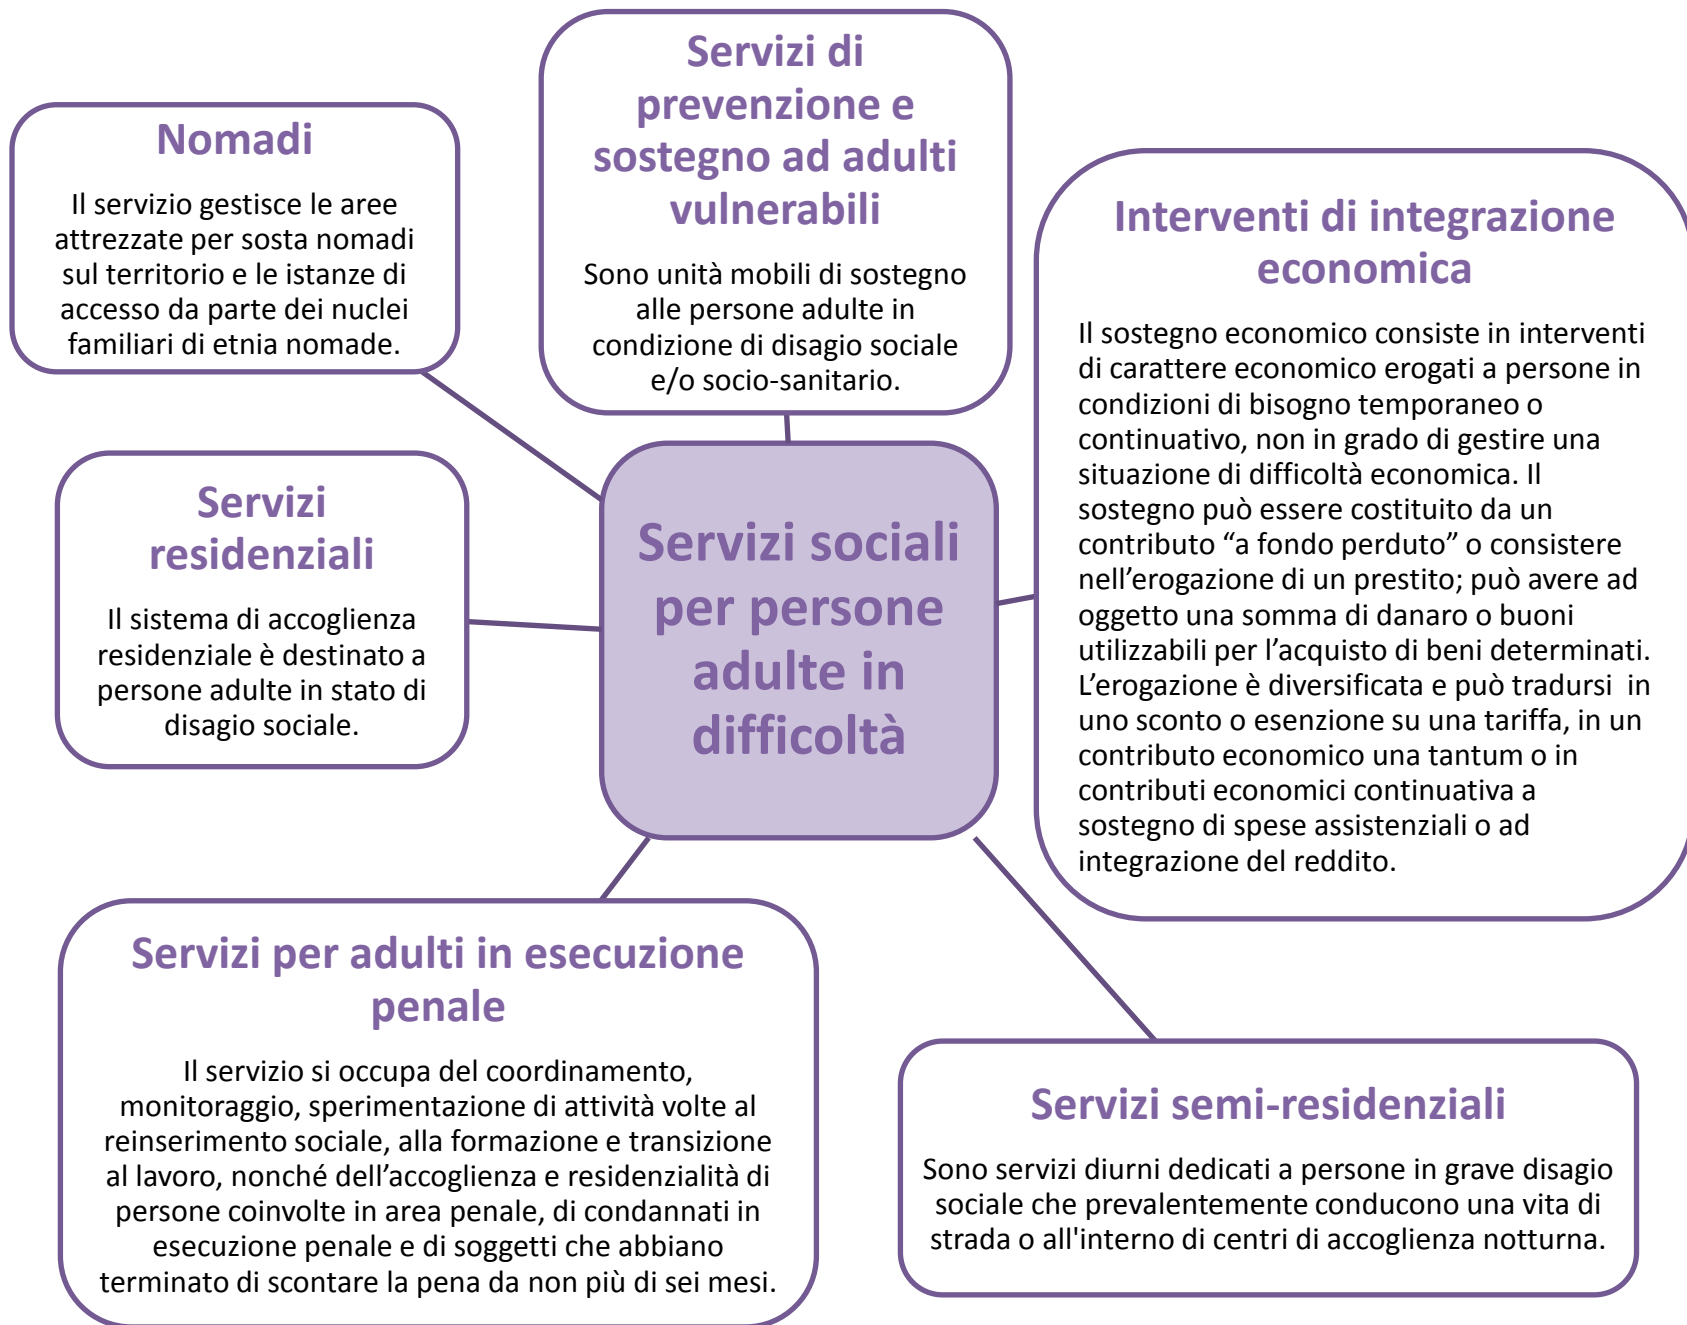 Servizi di
prevenzione e
sostegno ad adulti
vulnerabili
Sono unità mobili di sostegno
alle persone adulte in
condizione di disagio sociale
e/o socio-sanitario.
Nomadi
Il servizio gestisce le aree
attrezzate per sosta nomadi
sul territorio e le istanze di
accesso da parte dei nuclei
familiari di etnia nomade.
Interventi di integrazione
economica
Il sostegno economico consiste in interventi
di carattere economico erogati a persone in
condizioni di bisogno temporaneo o
continuativo, non in grado di gestire una
situazione di difficoltà economica. Il
sostegno può essere costituito da un
contributo “a fondo perduto” o consistere
nell’erogazione di un prestito; può avere ad
oggetto una somma di danaro o buoni
utilizzabili per l’acquisto di beni determinati.
L’erogazione è diversificata e può tradursi  in
uno sconto o esenzione su una tariffa, in un
contributo economico una tantum o in
contributi economici continuativa a
sostegno di spese assistenziali o ad
integrazione del reddito.
Servizi
residenziali
Il sistema di accoglienza
residenziale è destinato a
persone adulte in stato di
disagio sociale.
Servizi sociali
per persone
adulte in
difficoltà
Servizi per adulti in esecuzione
penale
Il servizio si occupa del coordinamento,
monitoraggio, sperimentazione di attività volte al
reinserimento sociale, alla formazione e transizione
al lavoro, nonché dell’accoglienza e residenzialità di
persone coinvolte in area penale, di condannati in
esecuzione penale e di soggetti che abbiano
terminato di scontare la pena da non più di sei mesi.
Servizi semi-residenziali
Sono servizi diurni dedicati a persone in grave disagio
sociale che prevalentemente conducono una vita di
strada o all'interno di centri di accoglienza notturna.